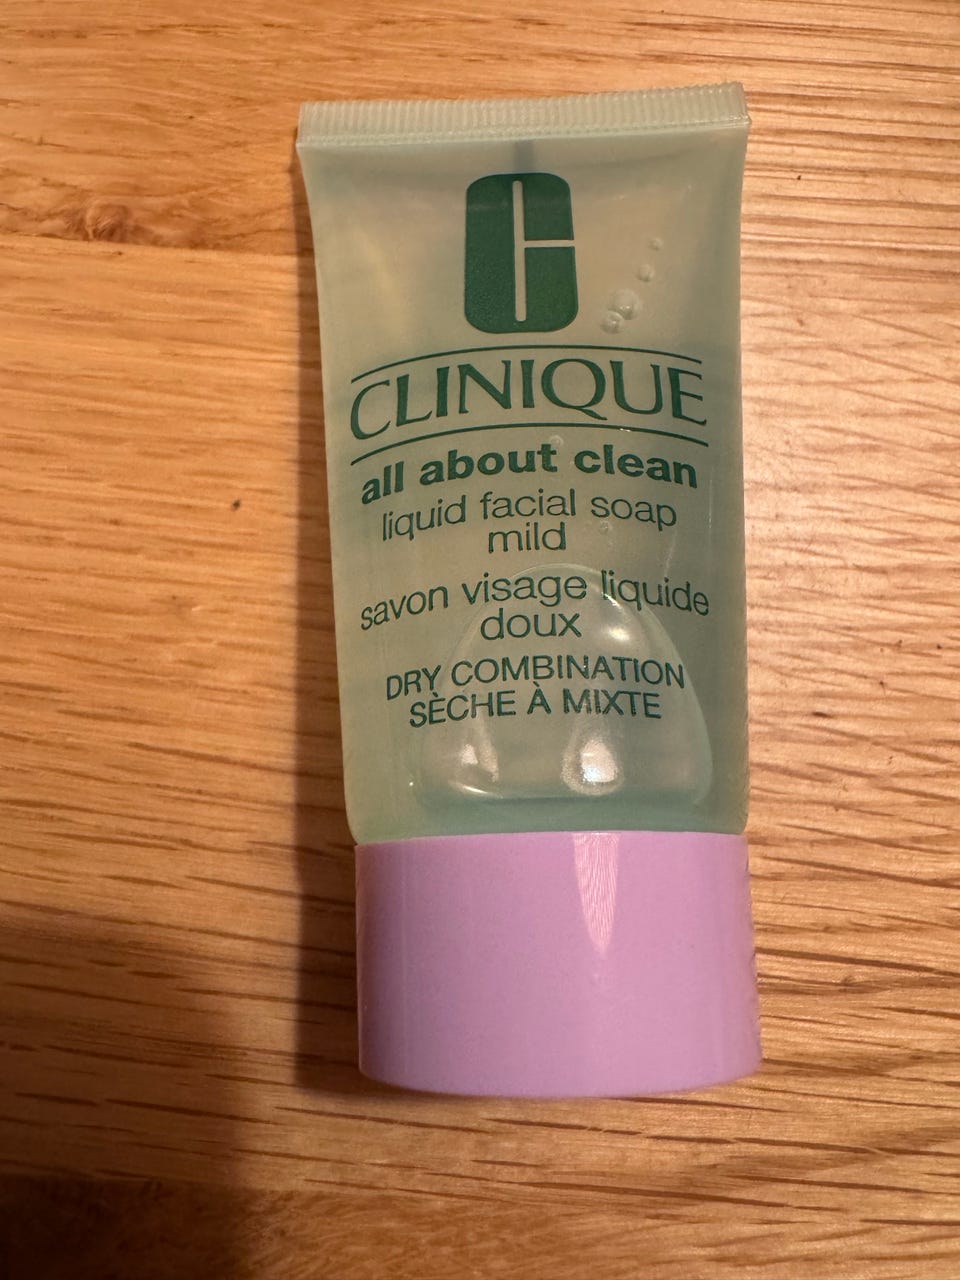 CLINIQUE
all about clean
liquid facial soap
mild
savon visage liquide
doux
DRY COMBINATION
SÈCHE À MIXTE